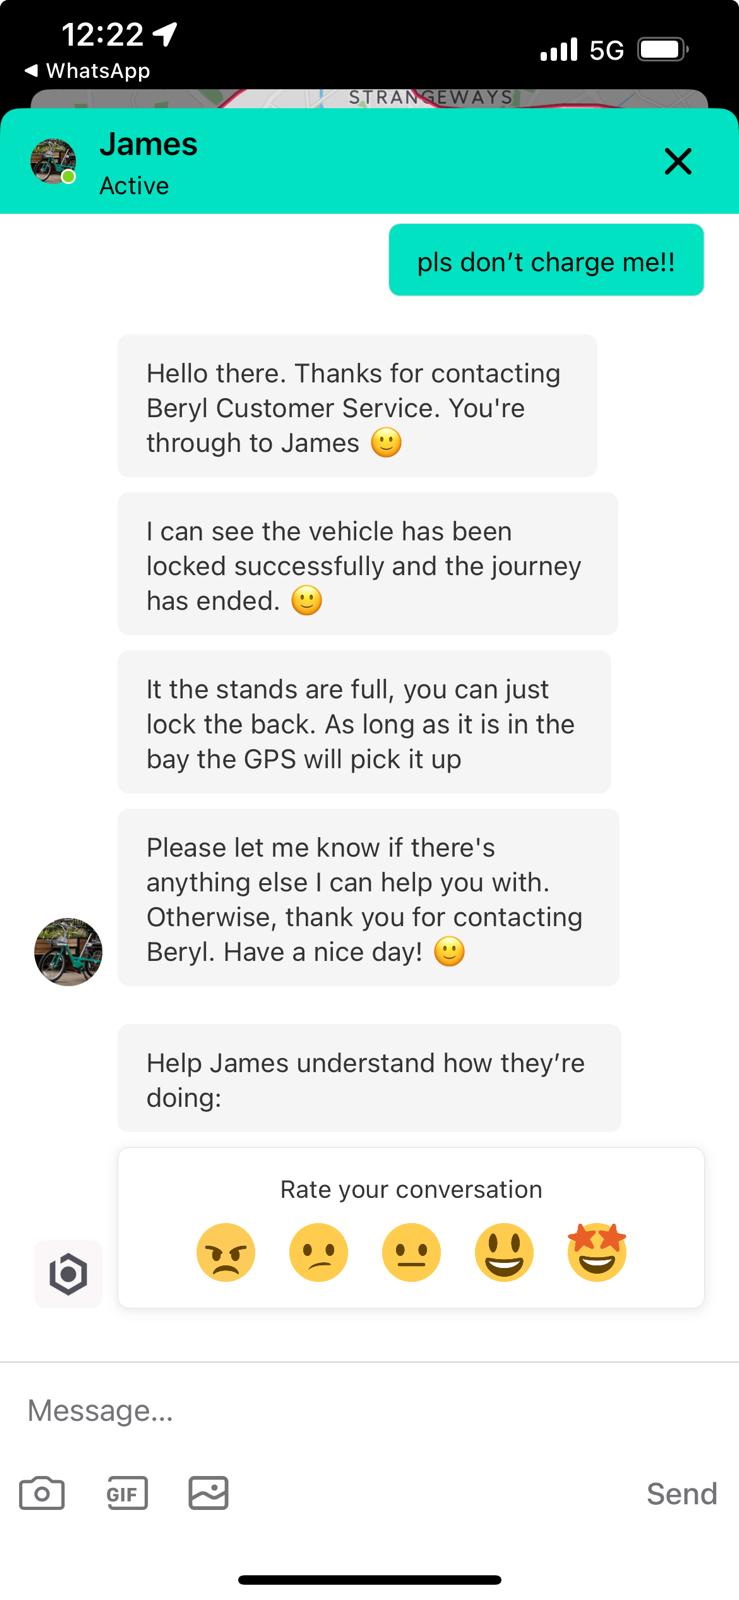 12:22
5G
◀ WhatsApp
STRANGEWAYS
James
Active
pls don’t charge me!!
Hello there. Thanks for contacting
Beryl Customer Service. You're
through to James 🙂
I can see the vehicle has been
locked successfully and the journey
has ended. 🙂
It the stands are full, you can just
lock the back. As long as it is in the
bay the GPS will pick it up
Please let me know if there's
anything else I can help you with.
Otherwise, thank you for contacting
Beryl. Have a nice day! 🙂
Help James understand how they’re
doing:
Rate your conversation
Message...
GIF
Send